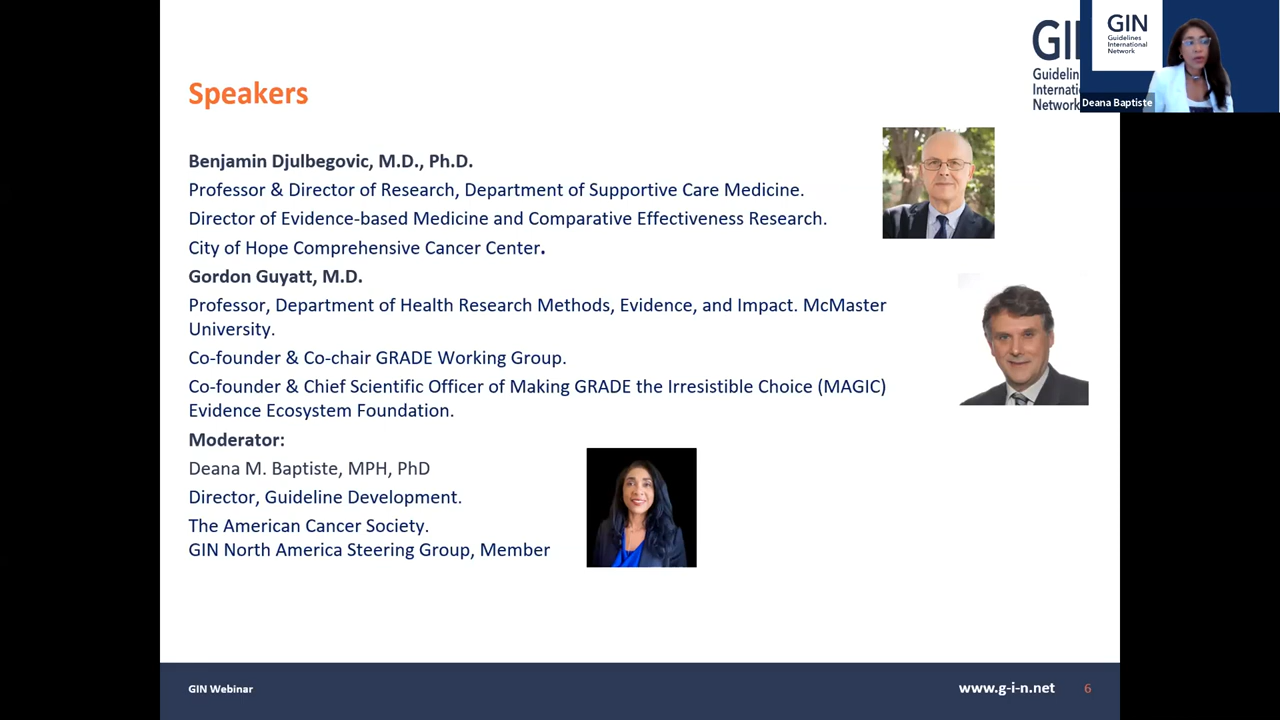 GIN
Guidelines
International
Network
Deana Baptiste
Speakers
Benjamin Djulbegovic, M.D., Ph.D.
Professor & Director of Research, Department of Supportive Care Medicine.
Director of Evidence-based Medicine and Comparative Effectiveness Research.
City of Hope Comprehensive Cancer Center.
Gordon Guyatt, M.D.
Professor, Department of Health Research Methods, Evidence, and Impact. McMaster
University.
Co-founder & Co-chair GRADE Working Group.
Co-founder & Chief Scientific Officer of Making GRADE the Irresistible Choice (MAGIC)
Evidence Ecosystem Foundation.
Moderator:
Deana M. Baptiste, MPH, PhD
Director, Guideline Development.
The American Cancer Society.
GIN North America Steering Group, Member
GIN Webinar
www.g-i-n.net
6